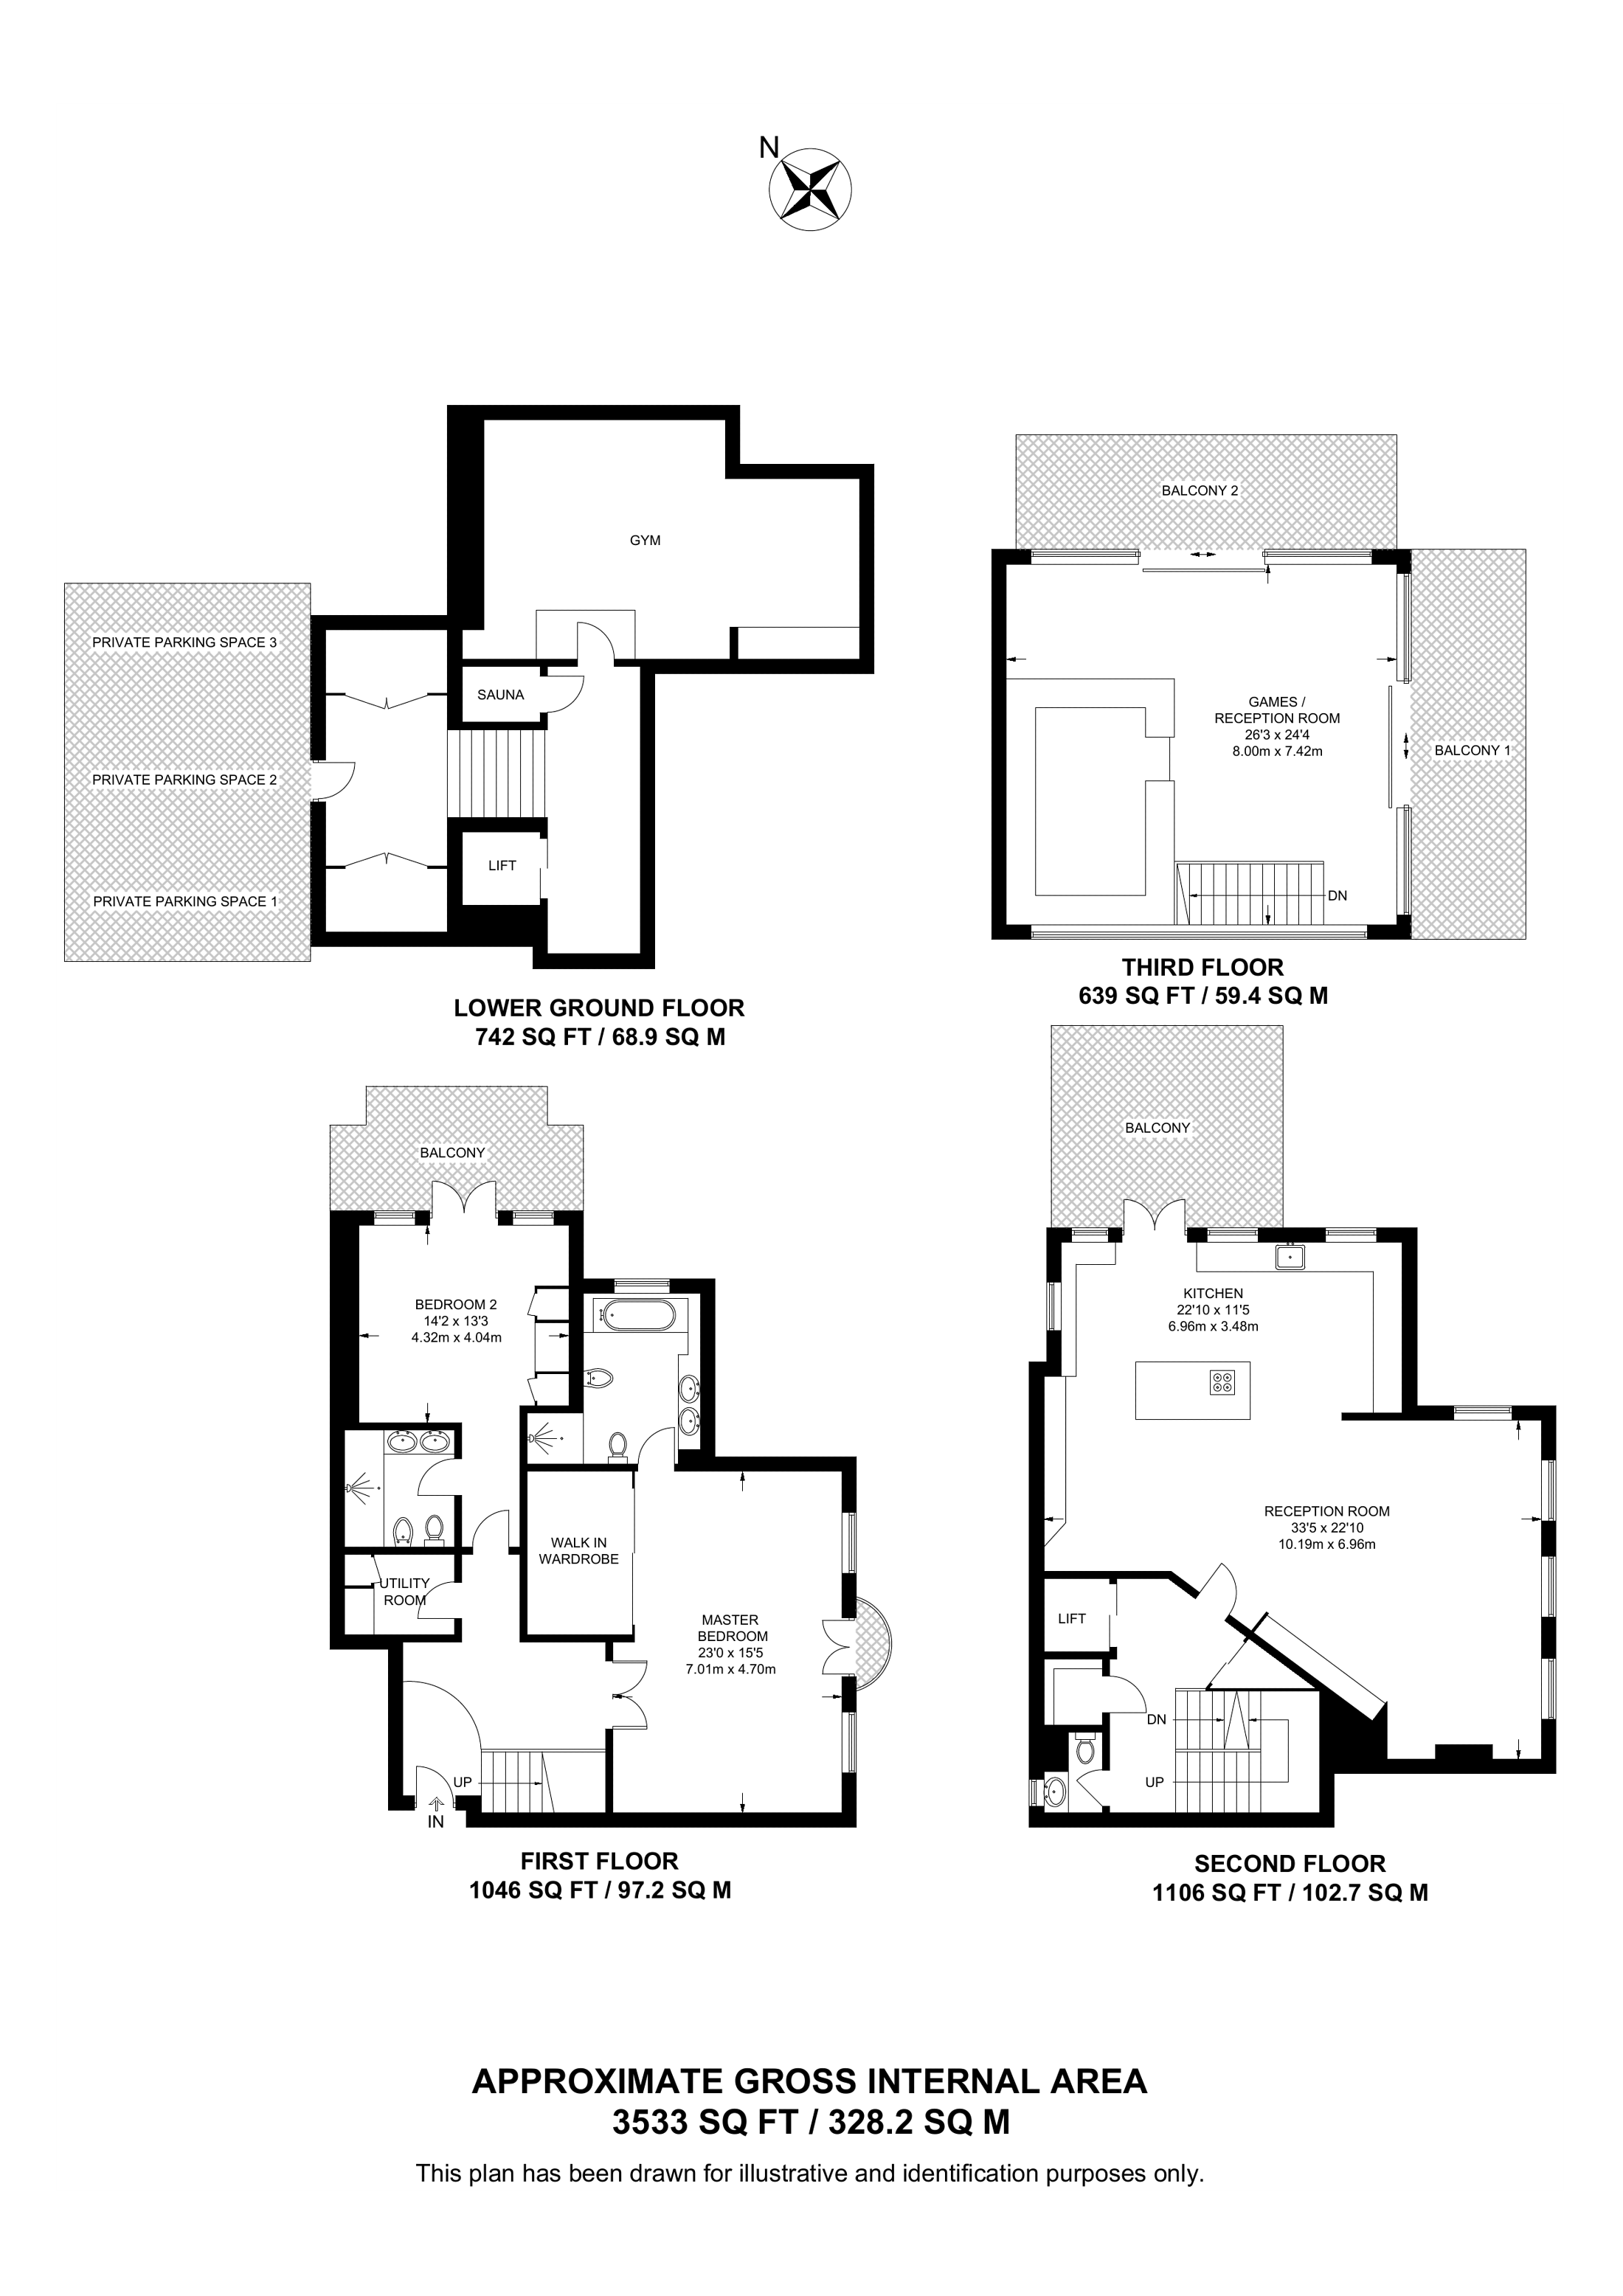 N
GYM
PRIVATE PARKING SPACE 3
SAUNA
PRIVATE PARKING SPACE 2
LIFT
PRIVATE PARKING SPACE 1
LOWER GROUND FLOOR
742 SQ FT / 68.9 SQ M
BALCONY 2
GAMES /
RECEPTION ROOM
26'3 x 24'4
8.00m x 7.42m
BALCONY 1
DN
THIRD FLOOR
639 SQ FT / 59.4 SQ M
BALCONY
BEDROOM 2
14'2 x 13'3
4.32m x 4.04m
WALK IN
WARDROBE
UTILITY
ROOM
MASTER
BEDROOM
23'0 x 15'5
7.01m x 4.70m
UP
IN
FIRST FLOOR
1046 SQ FT / 97.2 SQ M
BALCONY
KITCHEN
22'10 x 11'5
6.96m x 3.48m
RECEPTION ROOM
33'5 x 22'10
10.19m x 6.96m
LIFT
DN
UP
SECOND FLOOR
1106 SQ FT / 102.7 SQ M
APPROXIMATE GROSS INTERNAL AREA
3533 SQ FT / 328.2 SQ M
This plan has been drawn for illustrative and identification purposes only.